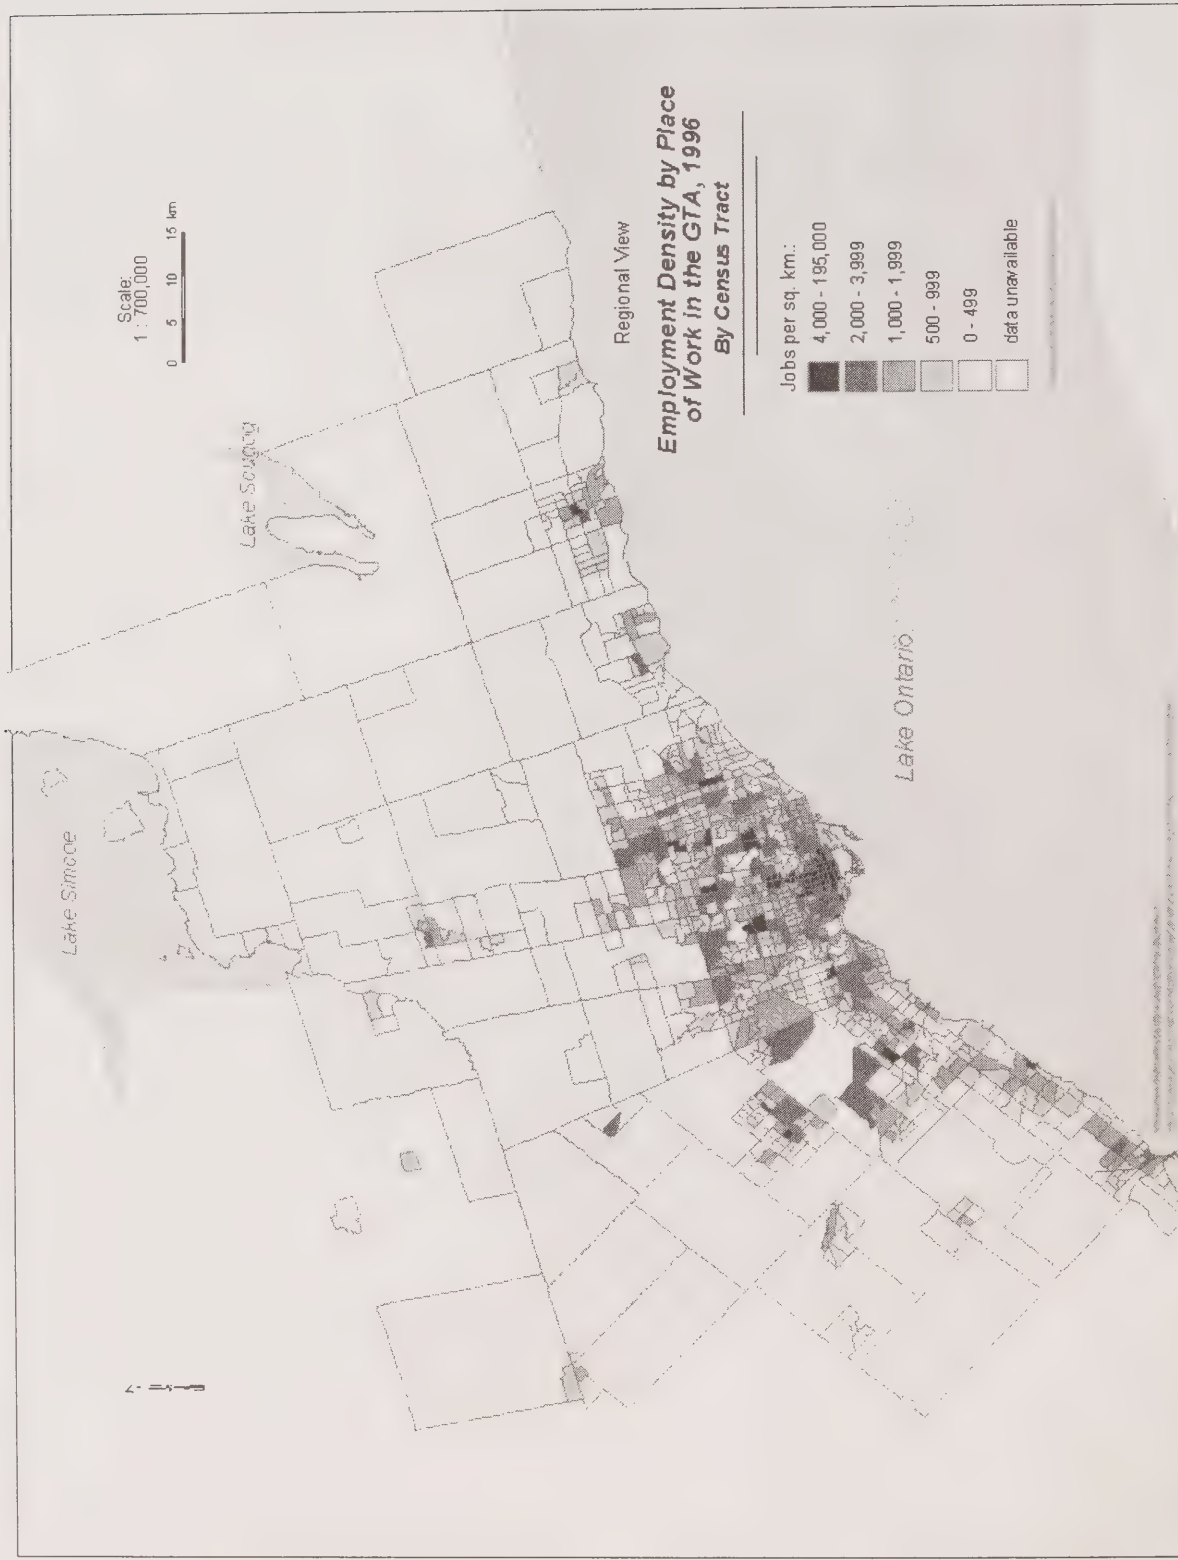 Lake Simcoe
Lake Scugog
Scale:
1 : 700,000
0 5 10 15 km
Regional View
Employment Density by Place
of Work in the GTA, 1996
By Census Tract
Jobs per sq. km.:
4,000 - 195,000
2,000 - 3,999
1,000 - 1,999
500 - 999
0 - 499
data unavailable
Lake Ontario